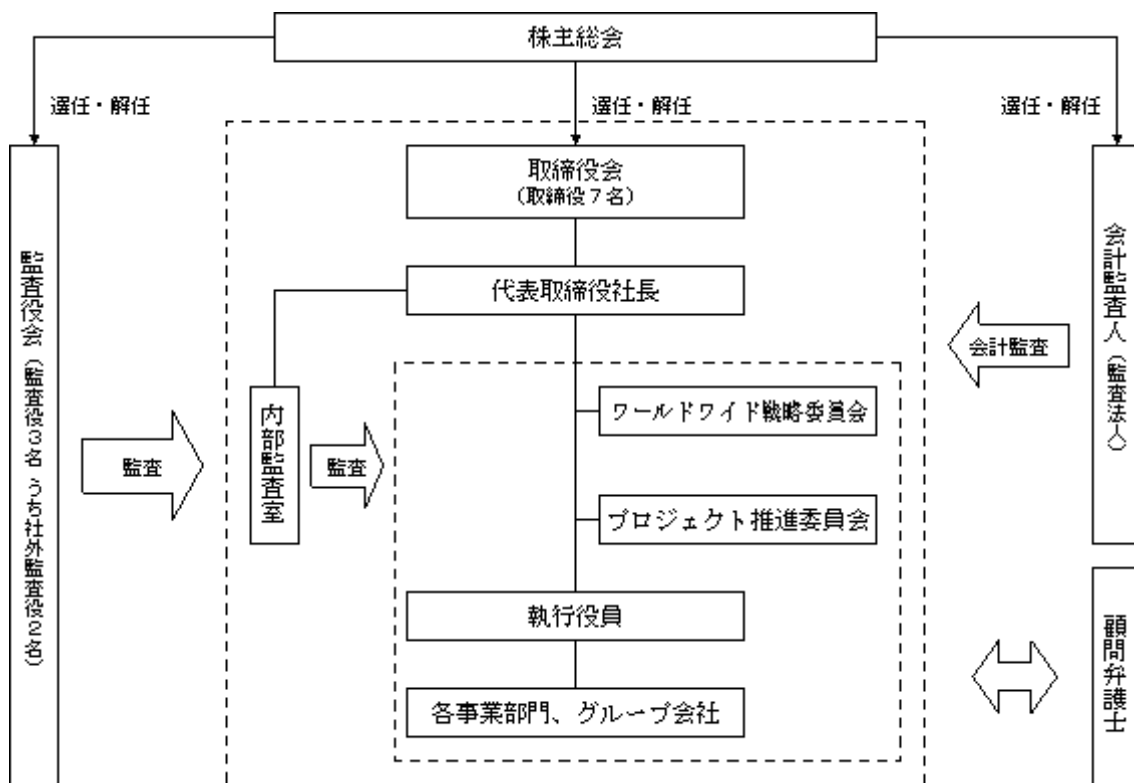 株主総会
選任・解任
選任・解任
選任・解任
取締役会
(取締役7名)
代表取締役社長
監査役会(監査役3名 うち社外監査役2名)
会計監査人(監査法人)
会計監査
内部監査室
ワールドワイド戦略委員会
監査
監査
プロジェクト推進委員会
執行役員
顧問弁護士
各事業部門、グループ会社